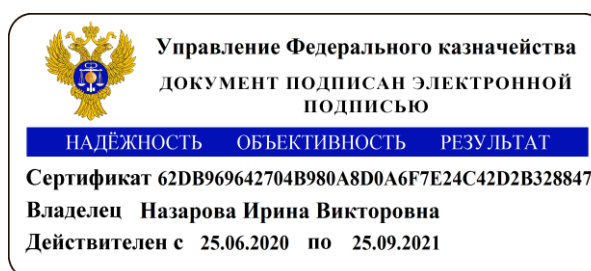 Управление Федерального казначейства
ДОКУМЕНТ ПОДПИСАН ЭЛЕКТРОННОЙ
ПОДПИСЬЮ
НАДЁЖНОСТЬ ОБЪЕКТИВНОСТЬ РЕЗУЛЬТАТ
Сертификат 62DB969642704B980A8D0A6F7E24C42D2B328847
Владелец Назарова Ирина Викторовна
Действителен с 25.06.2020 по 25.09.2021